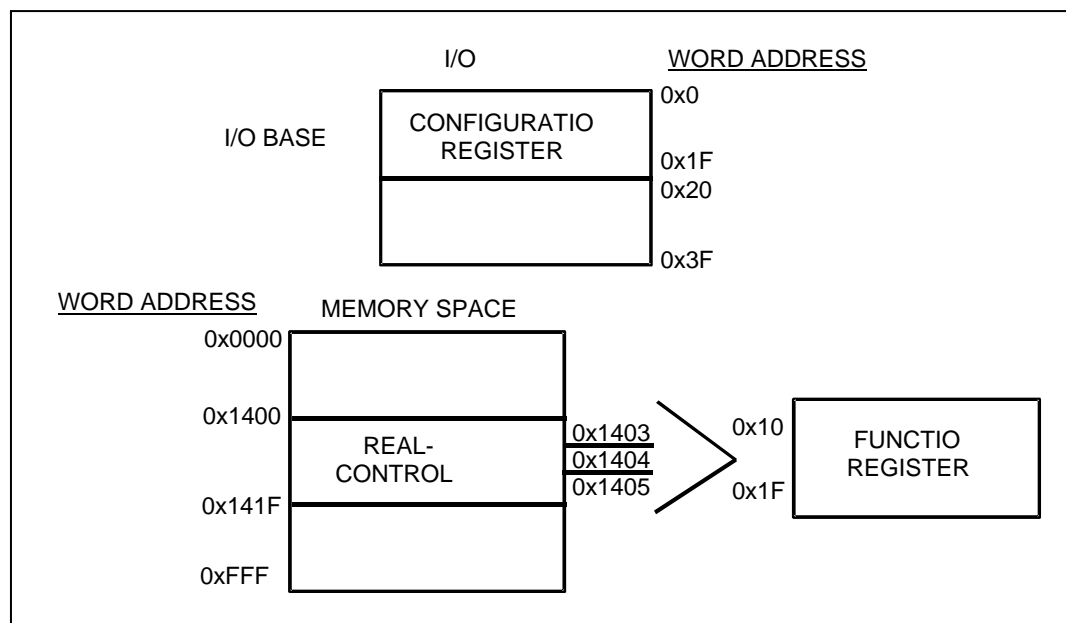 I/O
WORD ADDRESS
0x0
I/O BASE
CONFIGURATIO
REGISTER
0x1F
0x20
0x3F
WORD ADDRESS
MEMORY SPACE
0x0000
0x1400
REAL-
CONTROL
0x1403
0x1404
0x1405
0x141F
0xFFF
0x10
0x1F
FUNCTIO
REGISTER